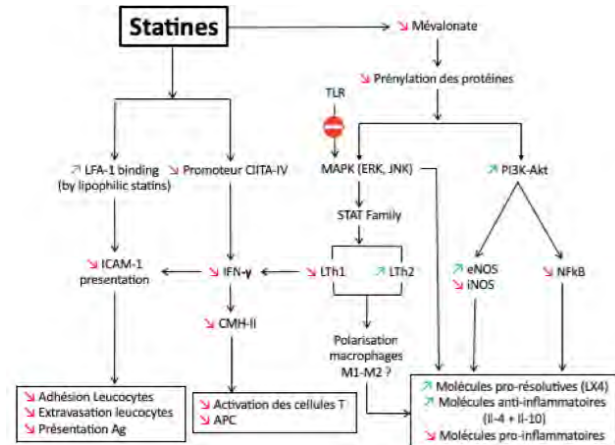 Statines
↘ Mévalonate
↘ Prénylation des protéines
TLR
↗ LFA-1 binding
(by lipophilic statins)
↘ Promoteur CIITA-IV
MAPK (ERK, JNK)
↗ PI3K-Akt
STAT Family
↘ ICAM-1
presentation
↘ IFN-γ
↘ LTh1
↗ LTh2
↗ eNOS
↘ iNOS
↘ NFkB
↘ CMH-II
Polarisation
macrophages
M1-M2 ?
↘ Adhésion Leucocytes
↘ Extravasation leucocytes
↘ Présentation Ag
↘ Activation des cellules T
↘ APC
↗ Molécules pro-résolutives (LX4)
↗ Molécules anti-inflammatoires
(Il-4 + Il-10)
↘ Molécules pro-inflammatoires